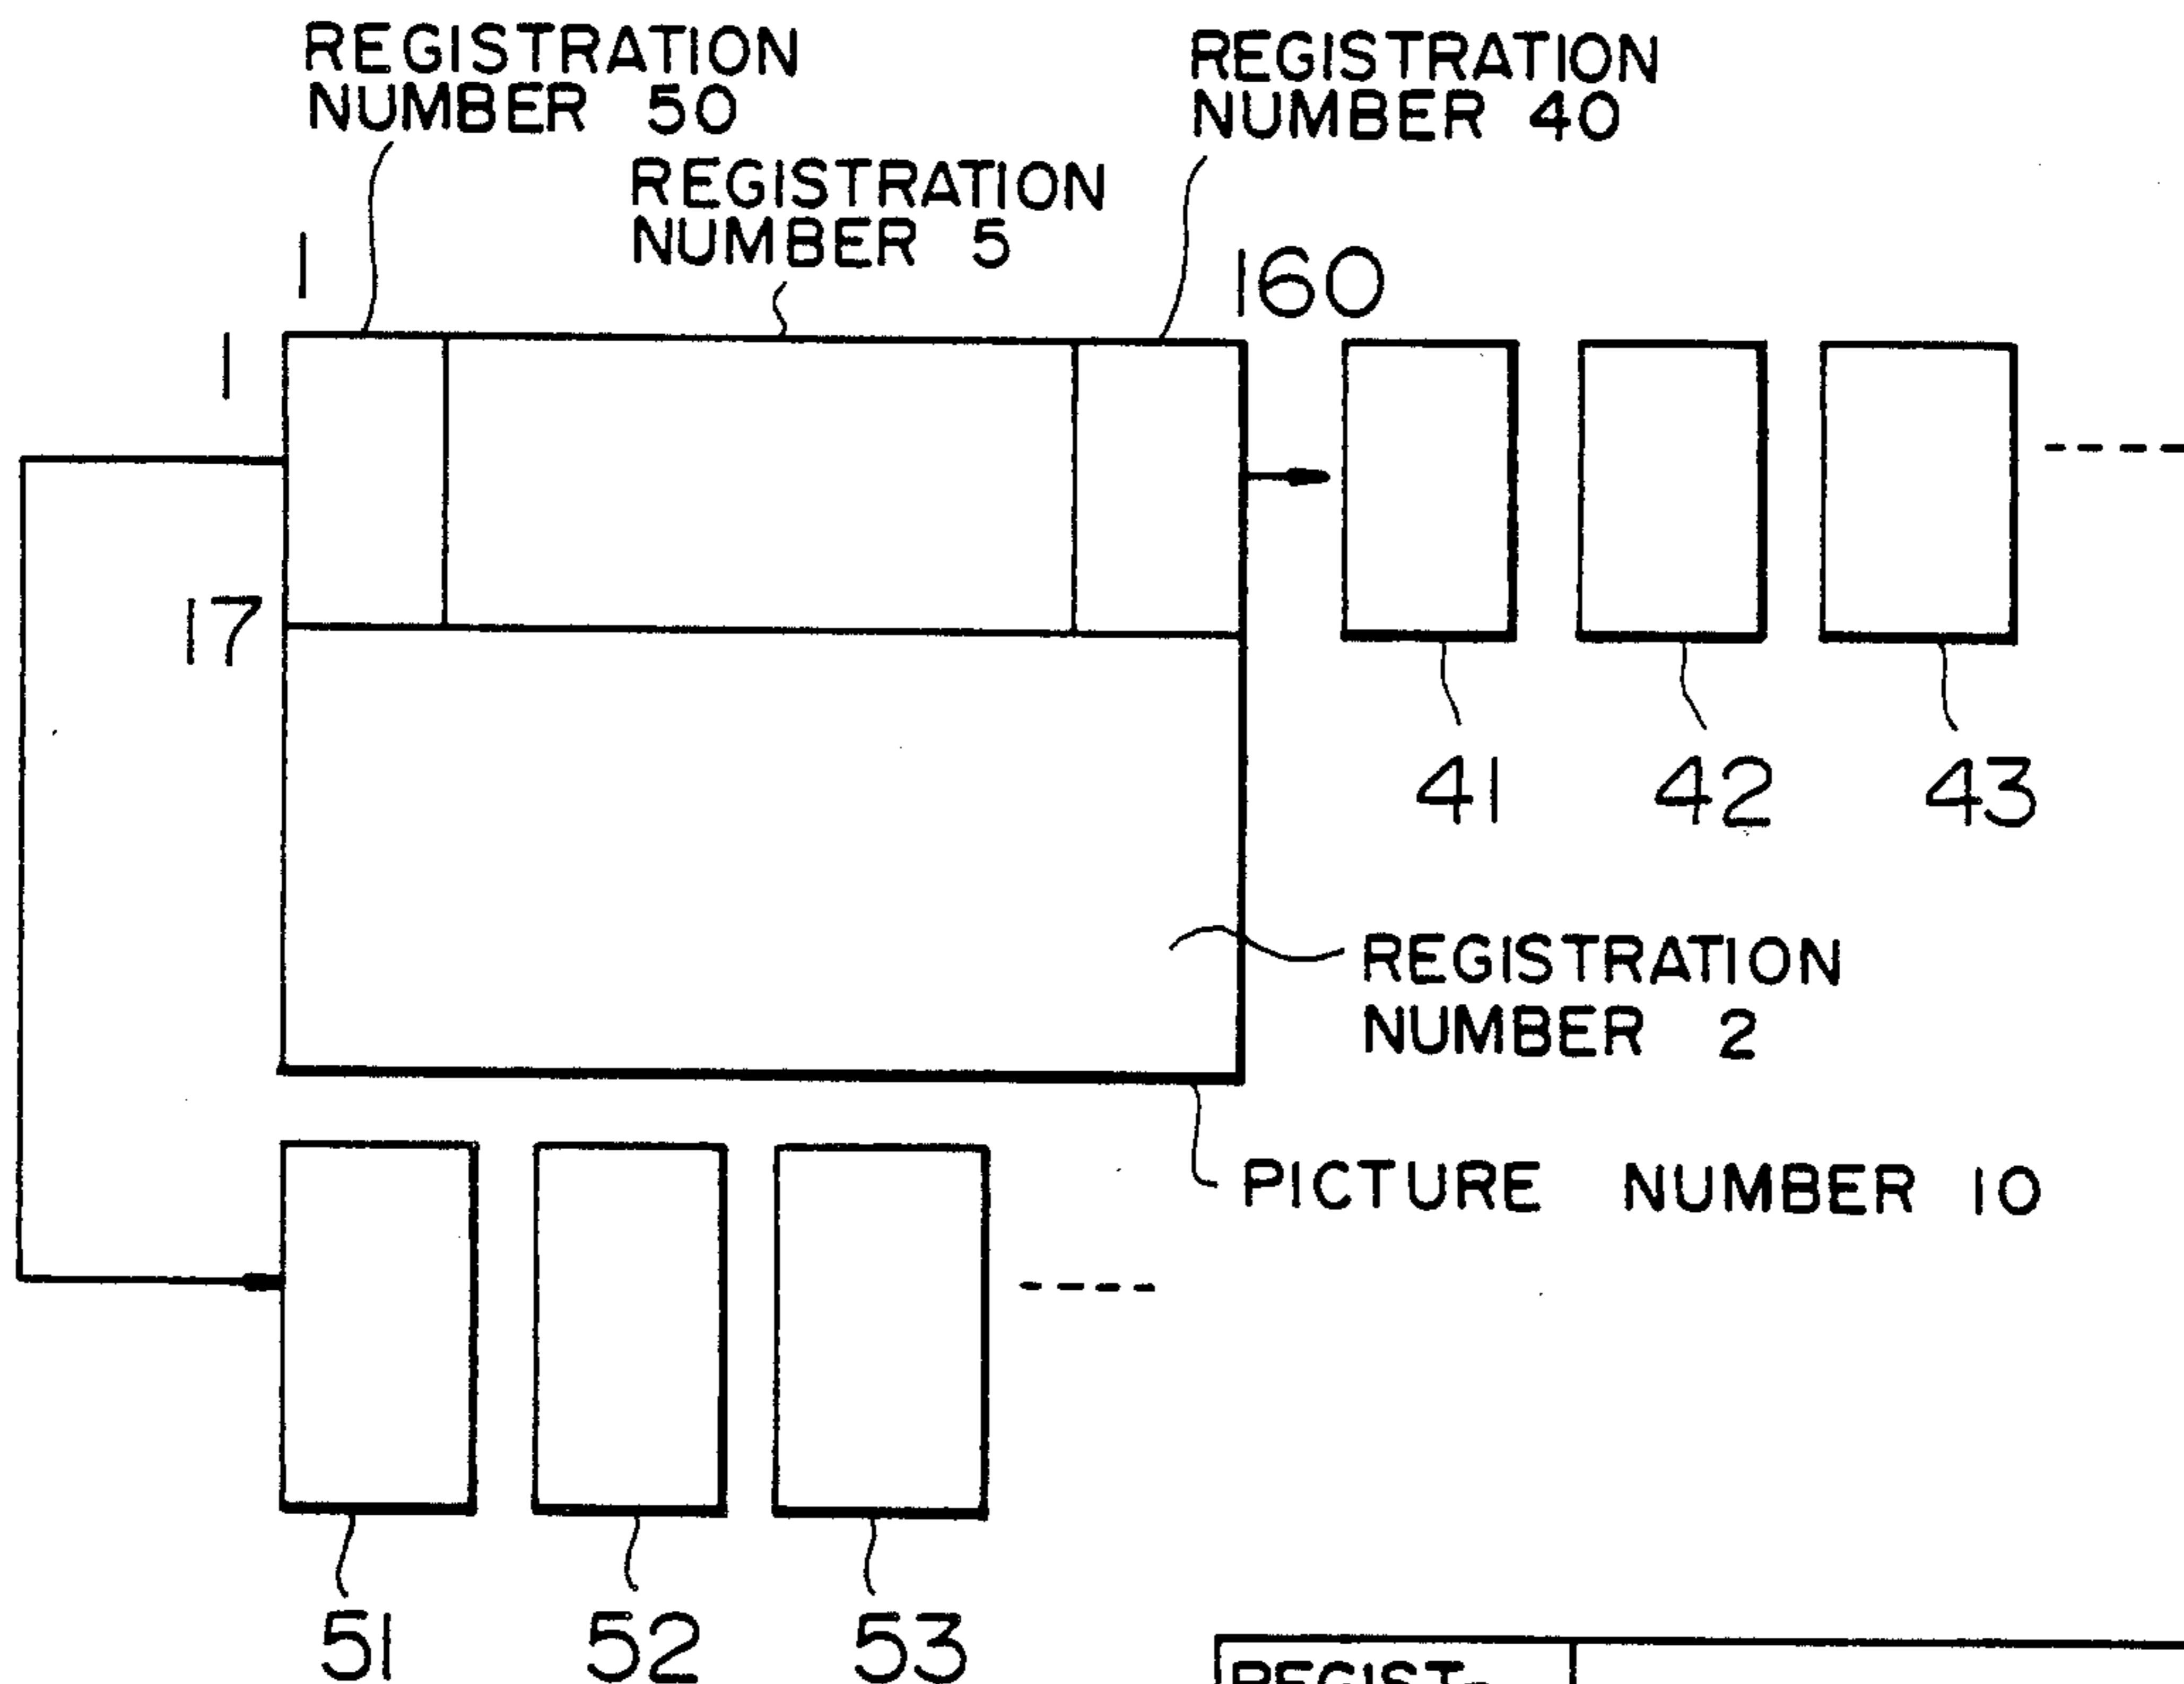 REGISTRATION
NUMBER 50
REGISTRATION
NUMBER 40
REGISTRATION
NUMBER 5
1
160
1
17
41
42
43
REGISTRATION
NUMBER 2
PICTURE NUMBER 10
51
52
53
REGIST-